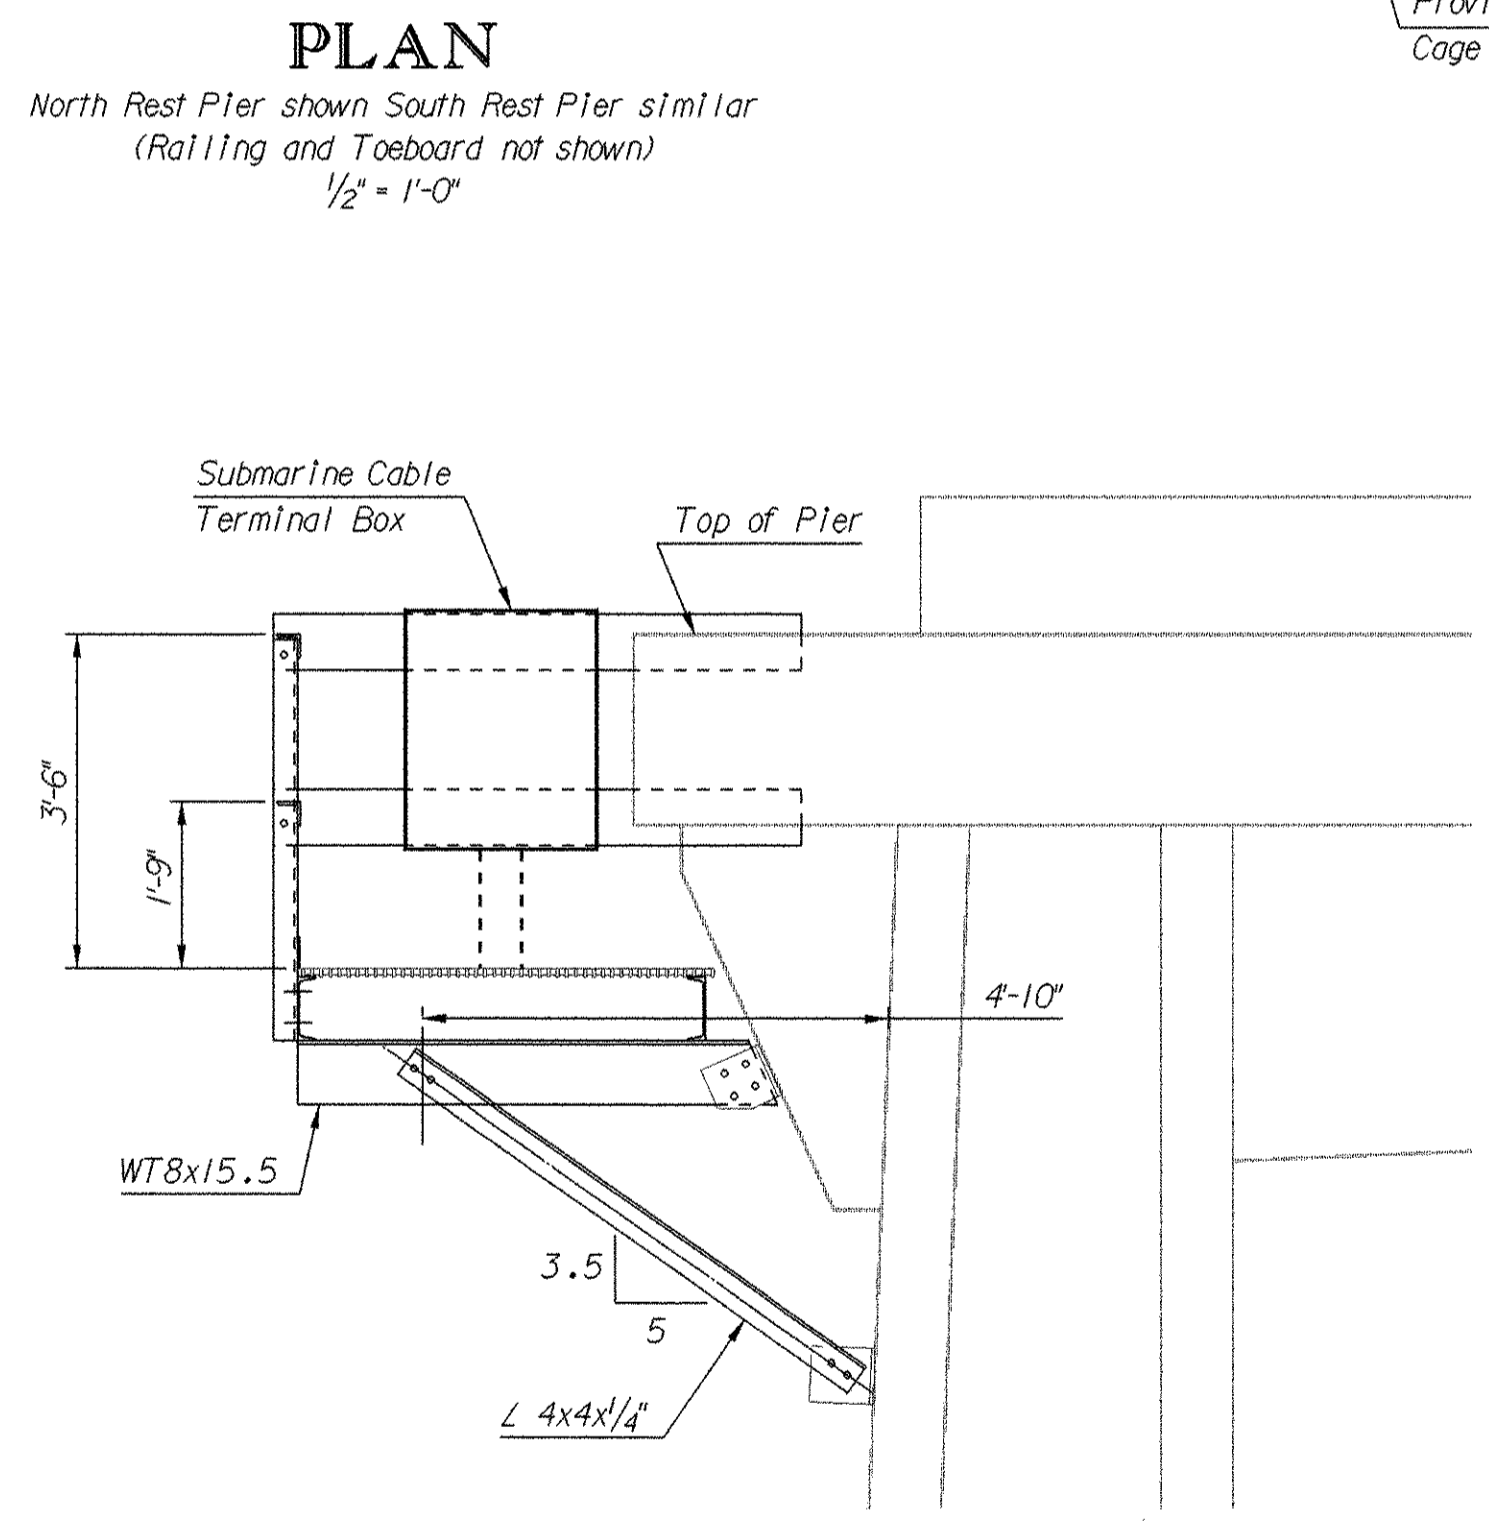 PLAN
North Rest Pier shown South Rest Pier similar
(Railing and Toeboard not shown)
1/2" = 1'-0"
Cage
Submarine Cable
Terminal Box
Top of Pier
3'-6"
1'-9"
4'-10"
WT8x15.5
3.5
5
L 4x4x1/4"